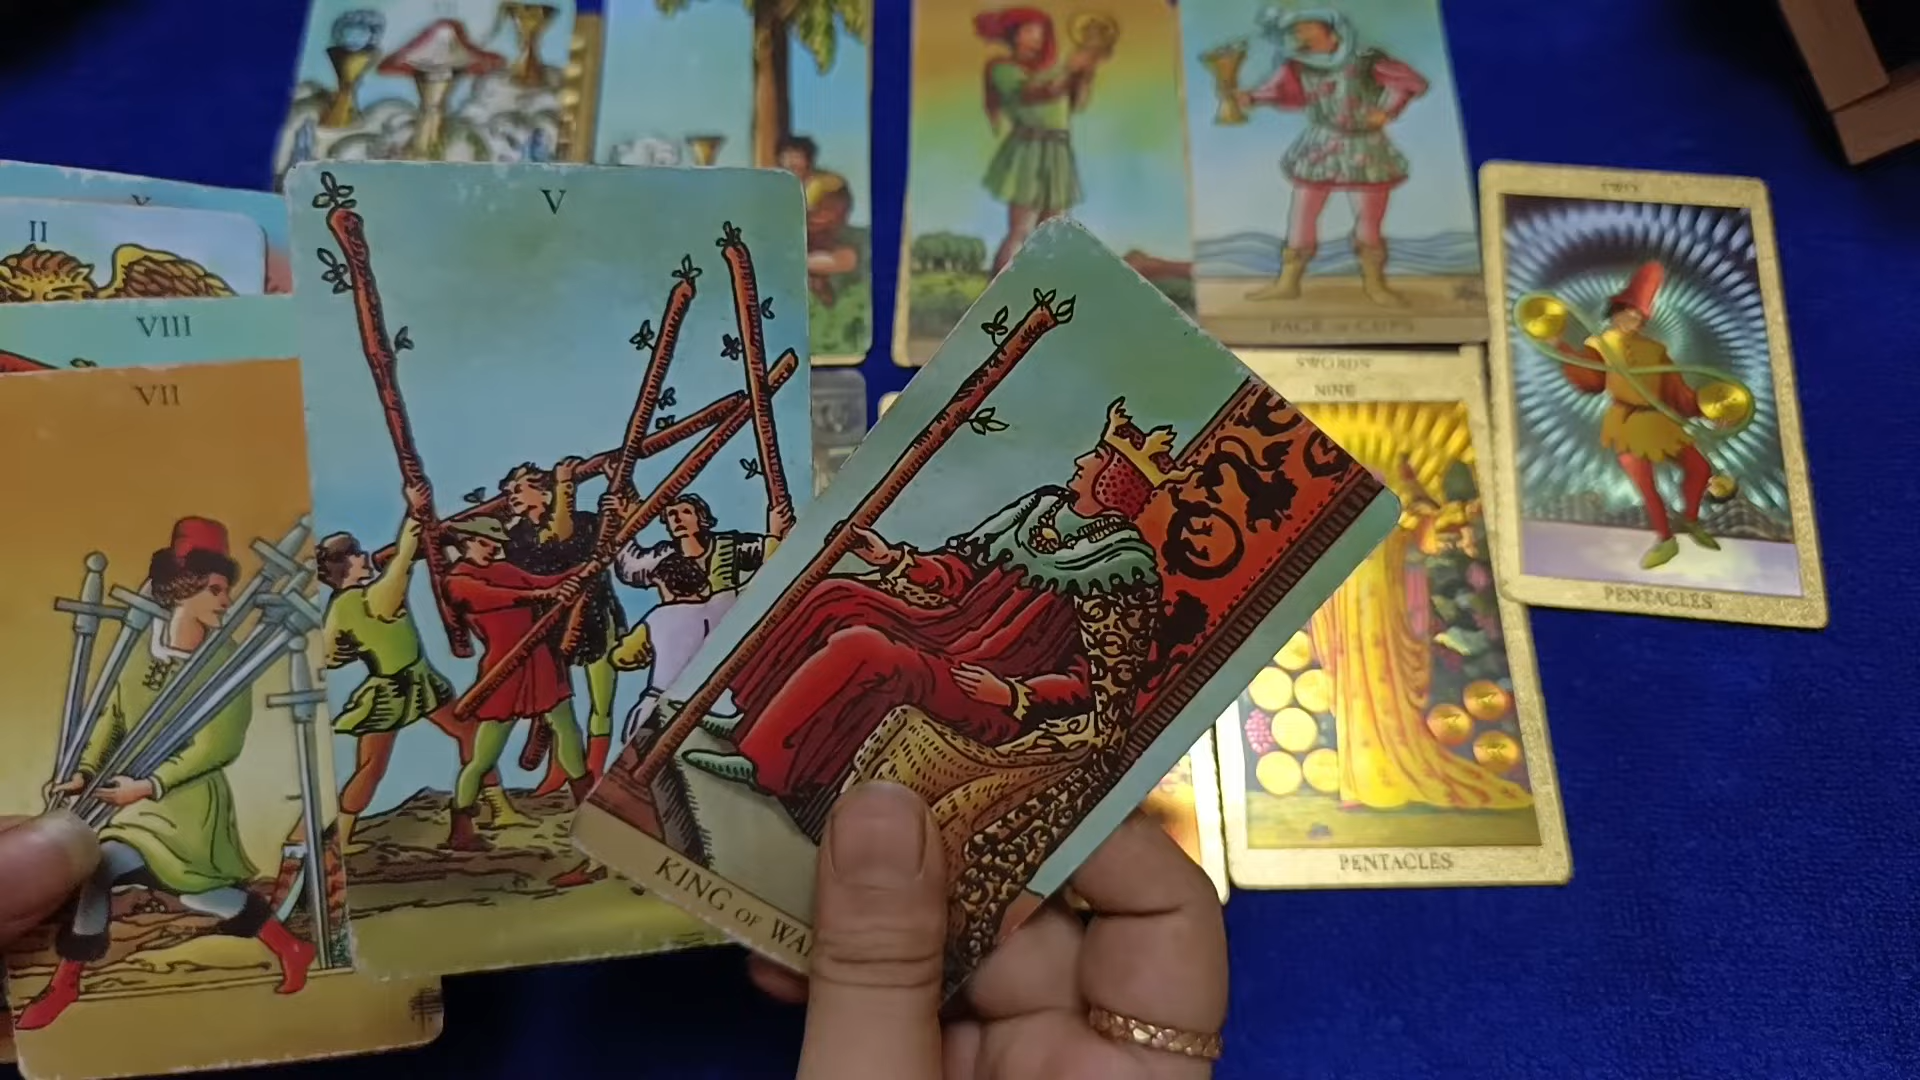 X
II
VIII
VII
V
KING OF WA
PAGE OF CUPS
SWORDS
NINE
PENTACLES
TWO
PENTACLES